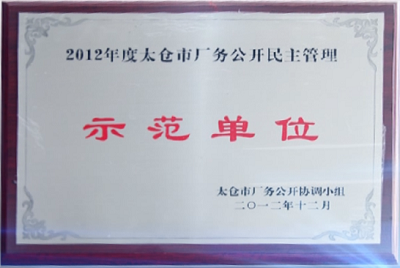 2012年度太仓市厂务公开民主管理
示范单位
太仓市厂务公开协调小组
二〇一二年十二月